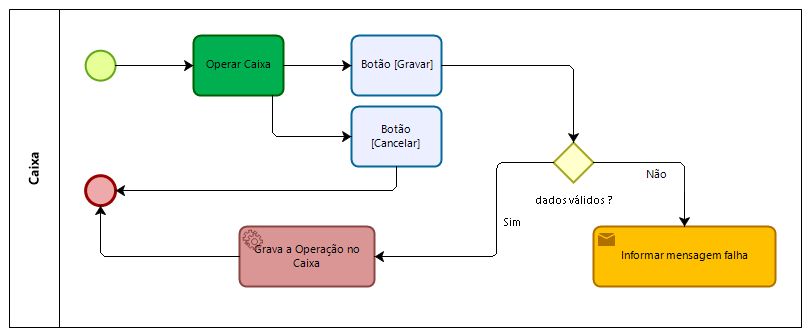 Caixa
Operar Caixa
Botão [Gravar]
Botão
[Cancelar]
dados válidos ?
Não
Sim
Grava a Operação no
Caixa
Informar mensagem falha